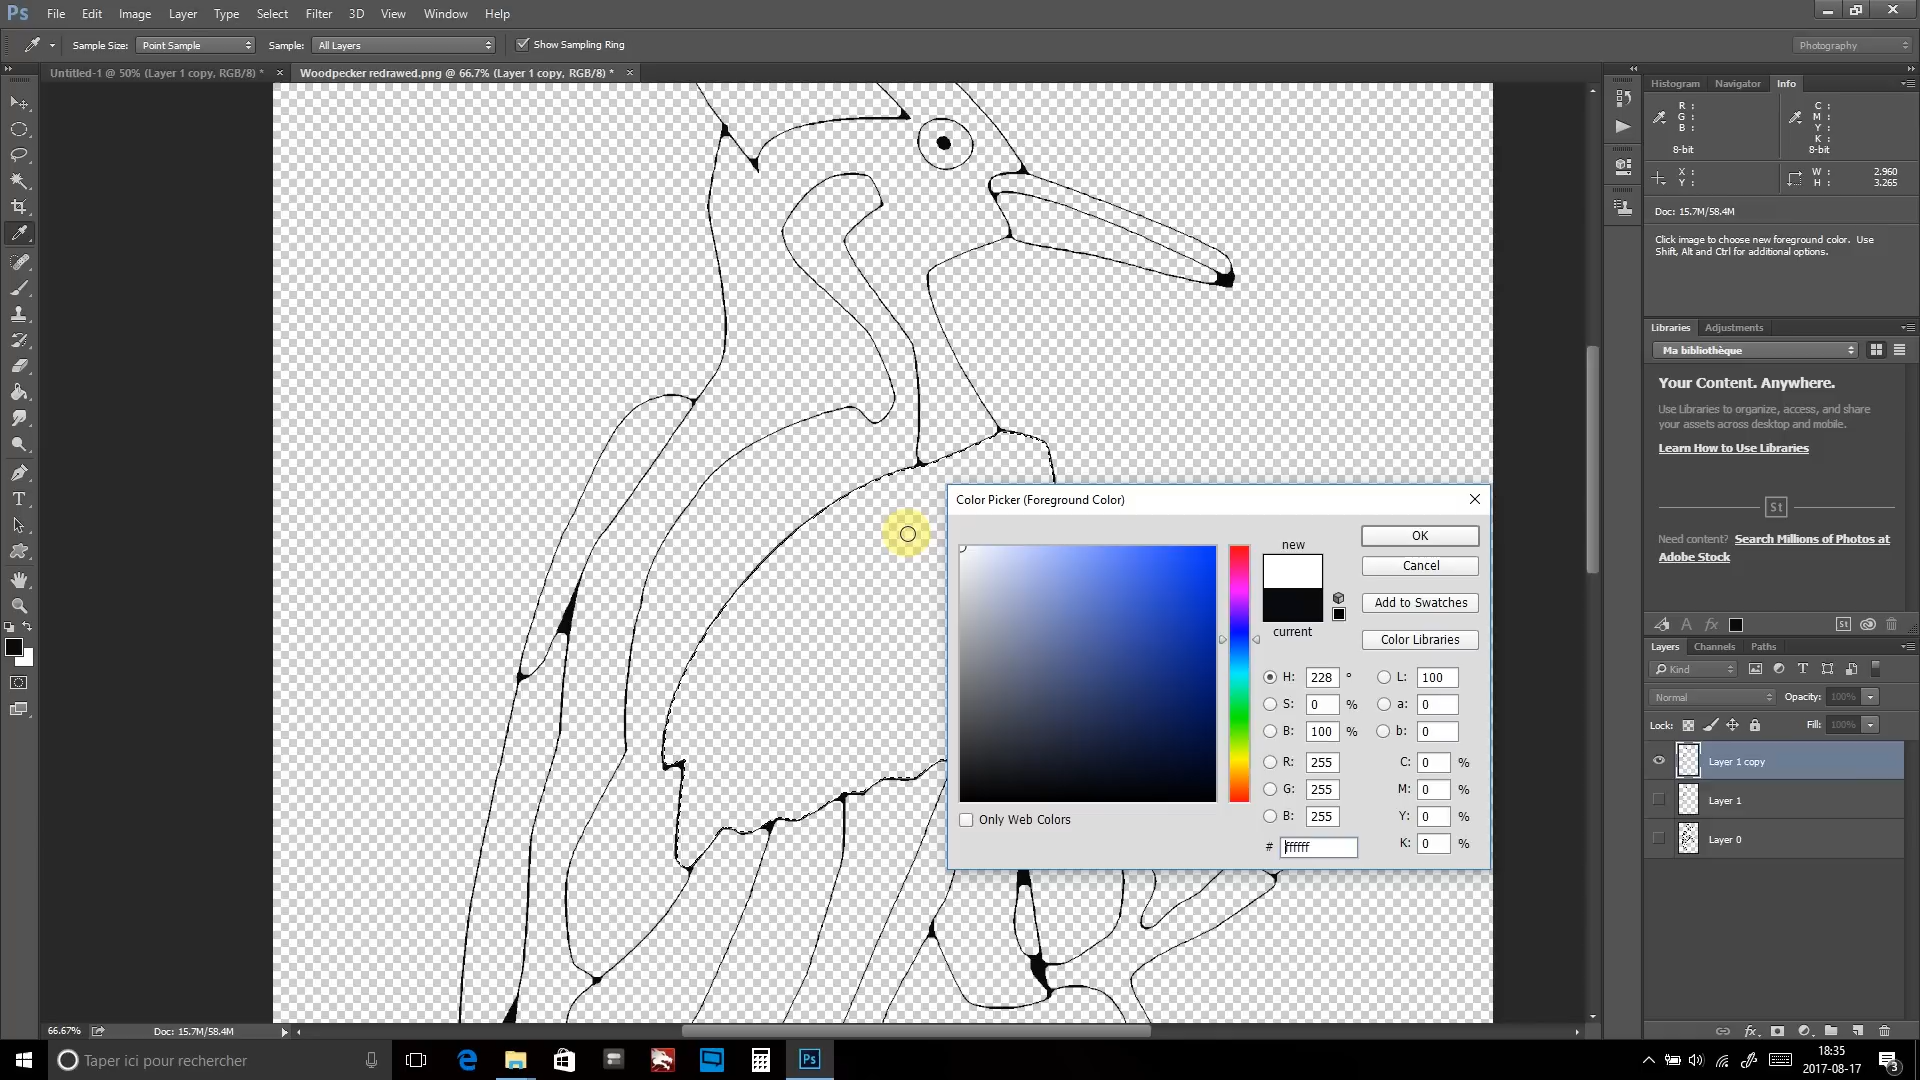 Ps File Edit Image Layer Type Select Filter 3D View Window Help
Sample Size: Point Sample Sample: All Layers Show Sampling Ring Photography
Untitled-1 @ 50% (Layer 1 copy, RGB/8) * × Woodpecker redrawed.png @ 66,7% (Layer 1 copy, RGB/8) * ×
Histogram Navigator Info
R :
G :
B :
8-bit
C :
M :
Y :
K :
8-bit
X :
Y :
W : 2.960
H : 3.265
Doc: 15.7M/58.4M
Click image to choose new foreground color. Use
Shift, Alt and Ctrl for additional options.
Libraries Adjustments
Ma bibliothèque
Your Content. Anywhere.
Use Libraries to organize, access, and share
your assets across desktop and mobile.
Learn How to Use Libraries
St
Need content? Search Millions of Photos at
Adobe Stock
Color Picker (Foreground Color)
new
current
OK
Cancel
Add to Swatches
Color Libraries
H: 228 ° L: 100
S: 0 % a: 0
B: 100 % b: 0
R: 255 C: 0 %
G: 255 M: 0 %
B: 255 Y: 0 %
# ffffff K: 0 %
Only Web Colors
A fx St
Layers Channels Paths
Kind T
Normal Opacity: 100%
Lock: Fill: 100%
Layer 1 copy
Layer 1
Layer 0
fx
T
66.67% Doc: 15.7M/58.4M
Taper ici pour rechercher
Ps
18:35
2017-08-17
3